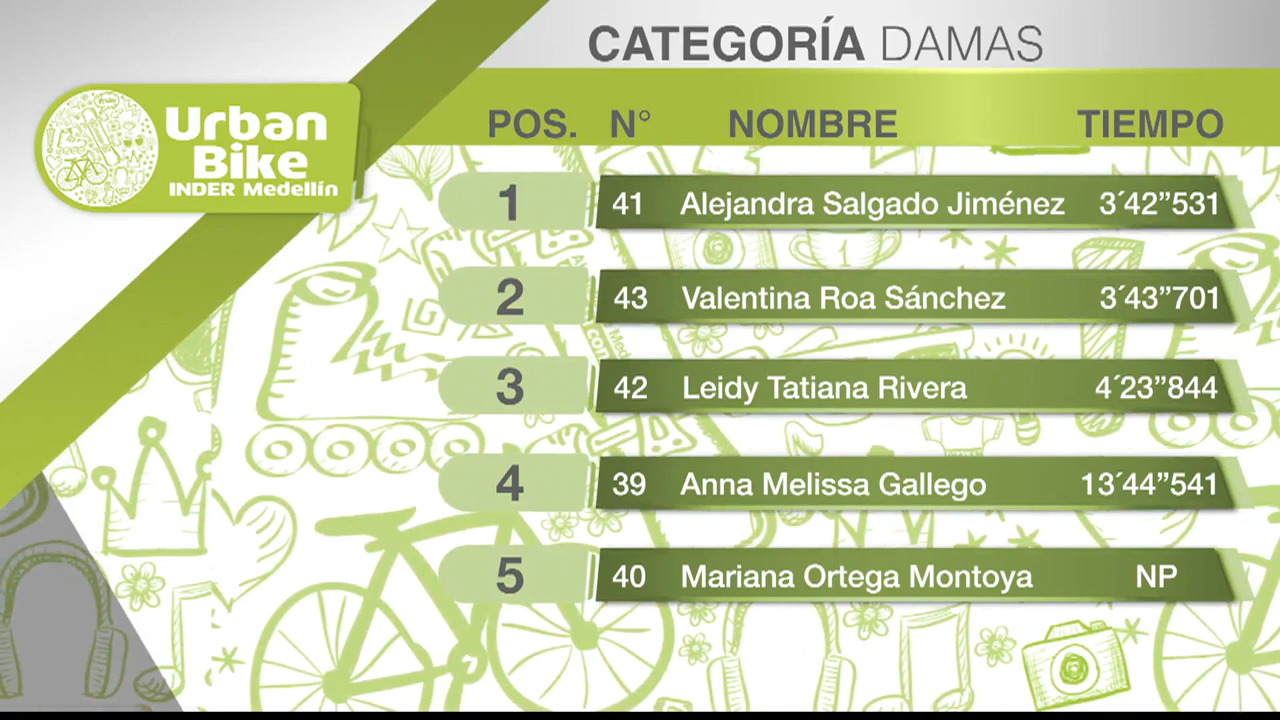 CATEGORÍA DAMAS
Urban
Bike
INDER Medellín
POS. N° NOMBRE TIEMPO
1 41 Alejandra Salgado Jiménez 3´42”531
2 43 Valentina Roa Sánchez 3´43”701
3 42 Leidy Tatiana Rivera 4´23”844
4 39 Anna Melissa Gallego 13´44”541
5 40 Mariana Ortega Montoya NP